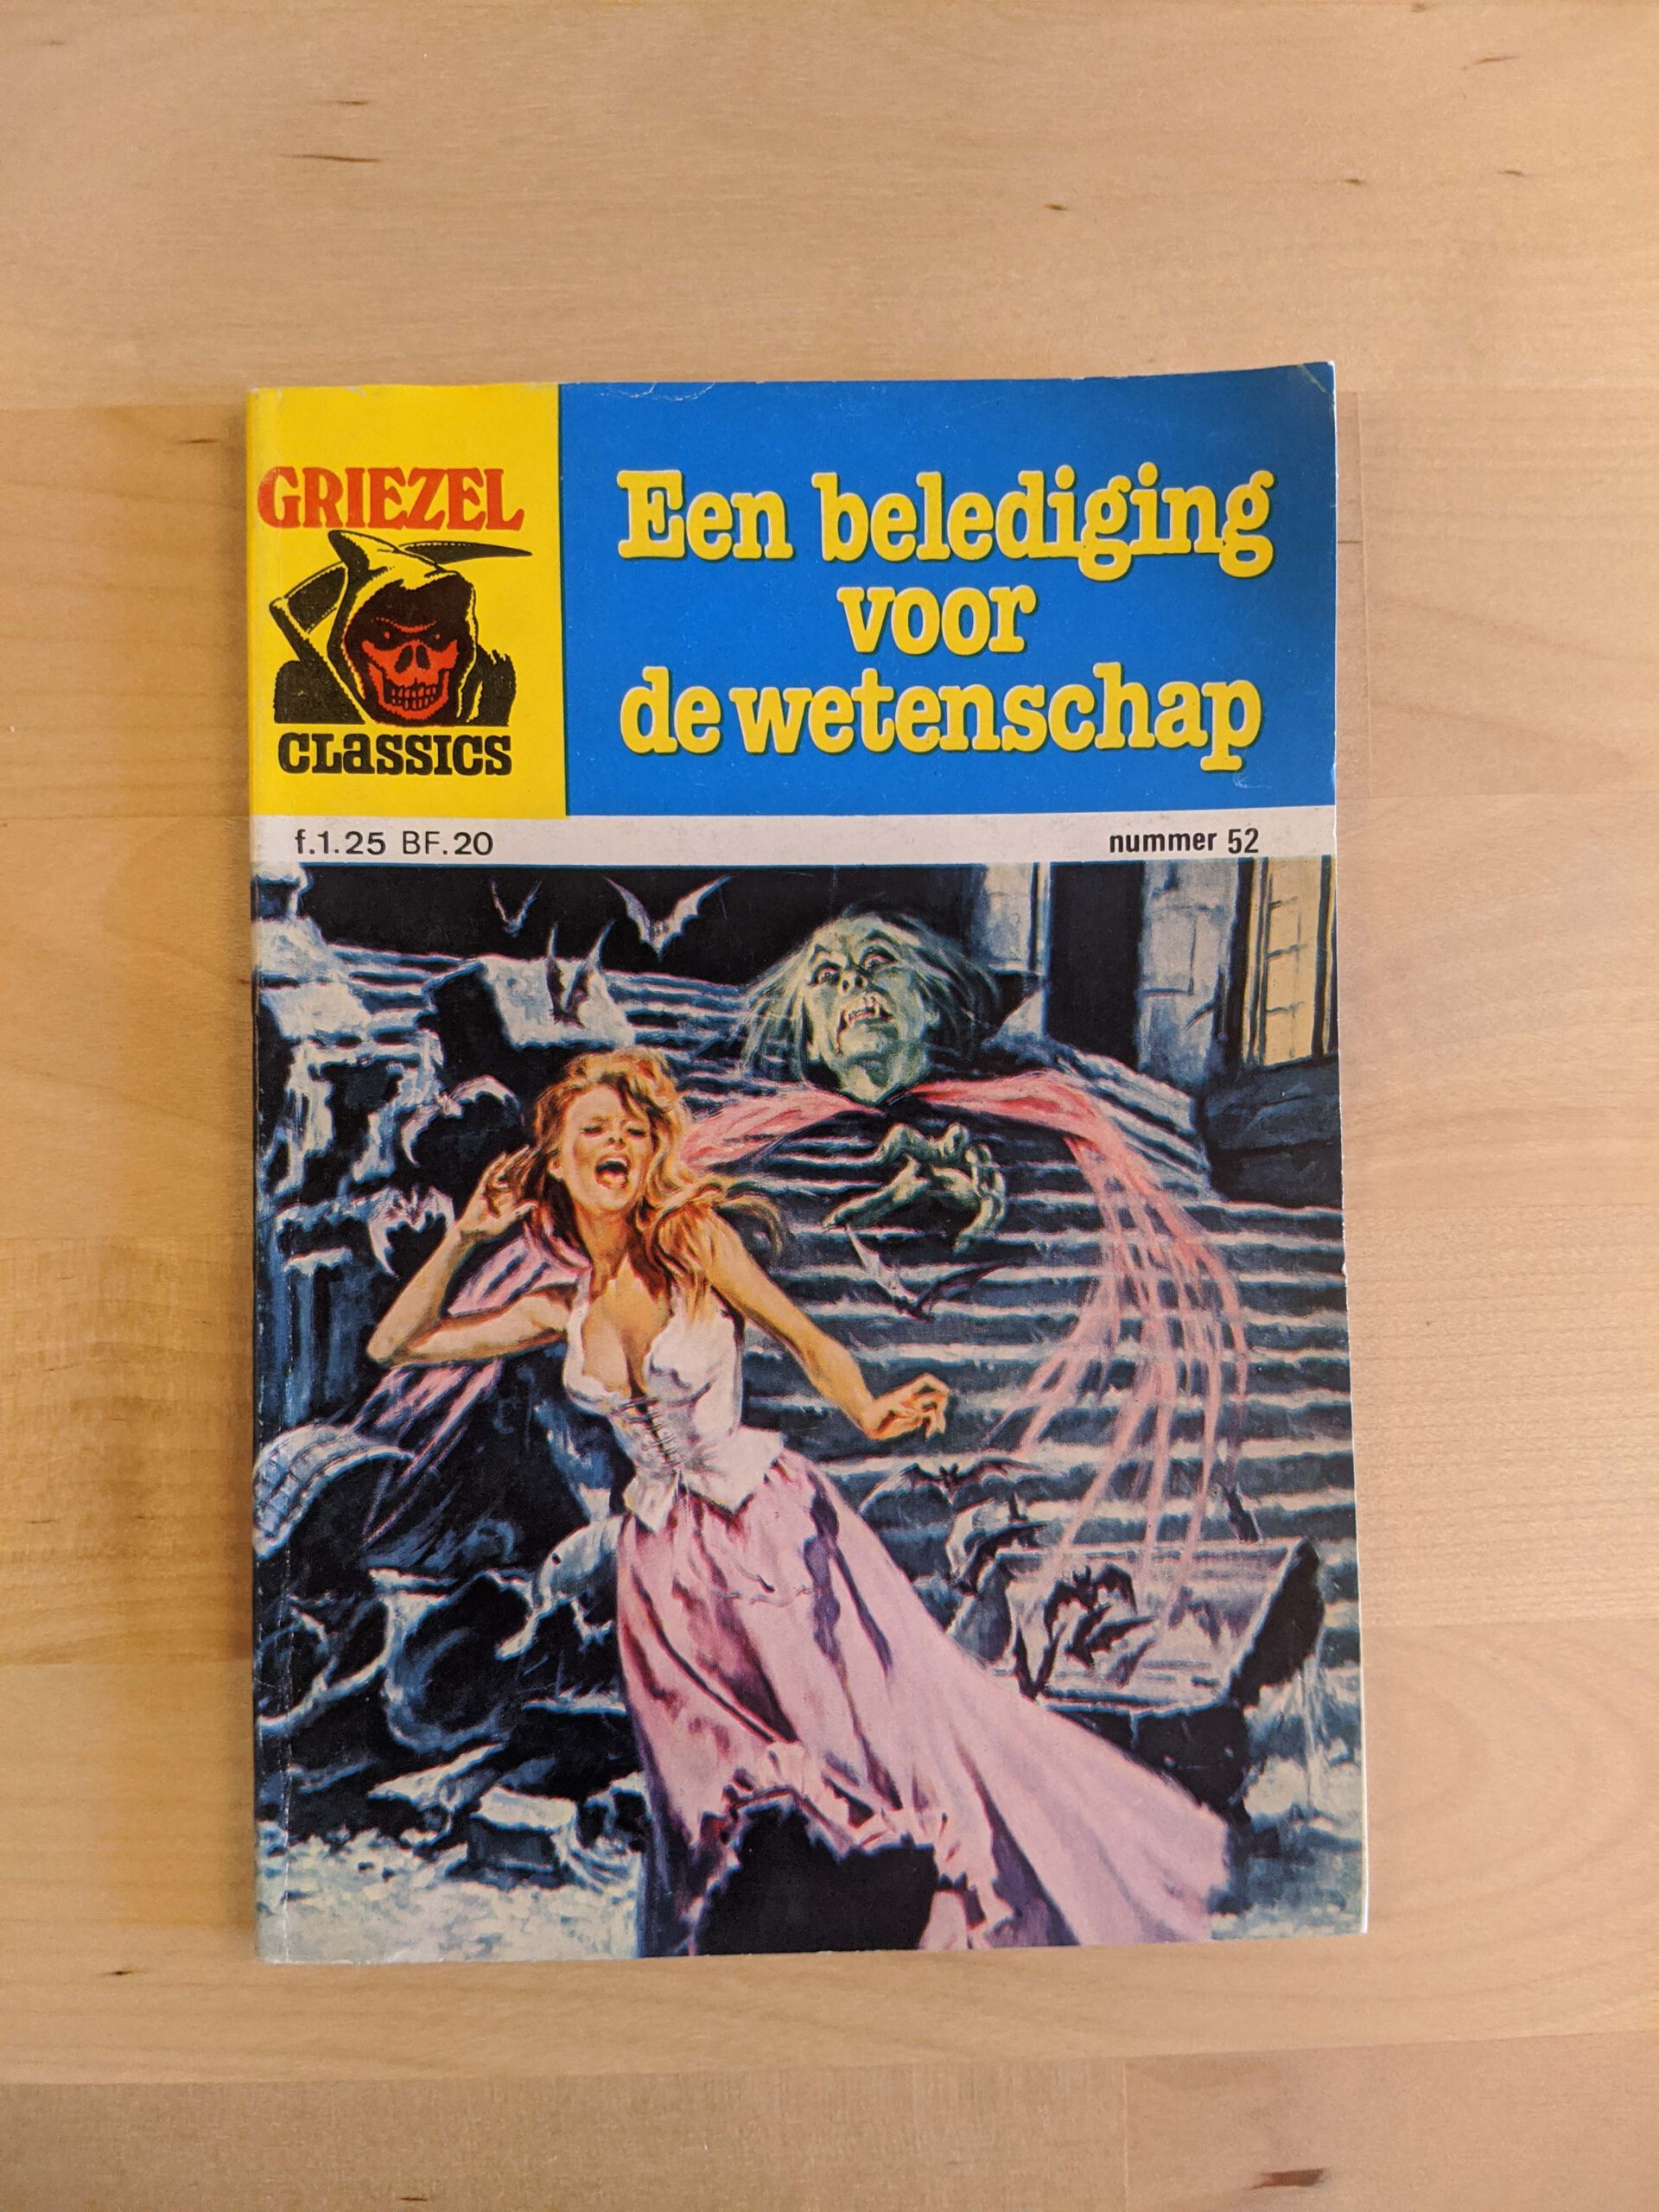 GRIEZEL
CLASSICS
Een belediging
voor
de wetenschap
f.1.25 BF.20
nummer 52